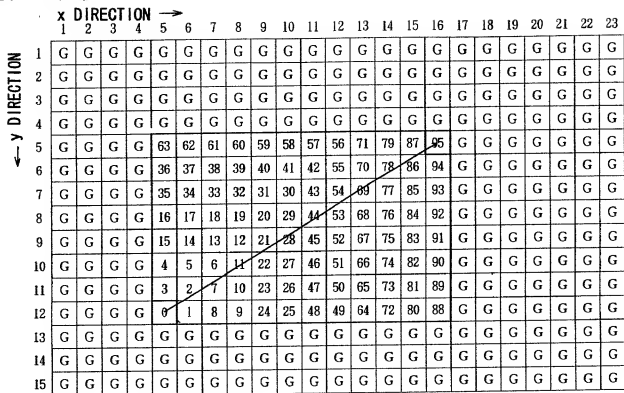 x DIRECTION →
1 2 3 4 5 6 7 8 9 10 11 12 13 14 15 16 17 18 19 20 21 22 23
← y DIRECTION
1 G G G G G G G G G G G G G G G G G G G G G G G
2 G G G G G G G G G G G G G G G G G G G G G G G
3 G G G G G G G G G G G G G G G G G G G G G G G
4 G G G G G G G G G G G G G G G G G G G G G G G
5 G G G G 63 62 61 60 59 58 57 56 71 79 87 95 G G G G G G G
6 G G G G 36 37 38 39 40 41 42 55 70 78 86 94 G G G G G G G
7 G G G G 35 34 33 32 31 30 43 54 69 77 85 93 G G G G G G G
8 G G G G 16 17 18 19 20 29 44 53 68 76 84 92 G G G G G G G
9 G G G G 15 14 13 12 21 28 45 52 67 75 83 91 G G G G G G G
10 G G G G 4 5 6 11 22 27 46 51 66 74 82 90 G G G G G G G
11 G G G G 3 2 7 10 23 26 47 50 65 73 81 89 G G G G G G G
12 G G G G 0 1 8 9 24 25 48 49 64 72 80 88 G G G G G G G
13 G G G G G G G G G G G G G G G G G G G G G G G
14 G G G G G G G G G G G G G G G G G G G G G G G
15 G G G G G G G G G G G G G G G G G G G G G G G